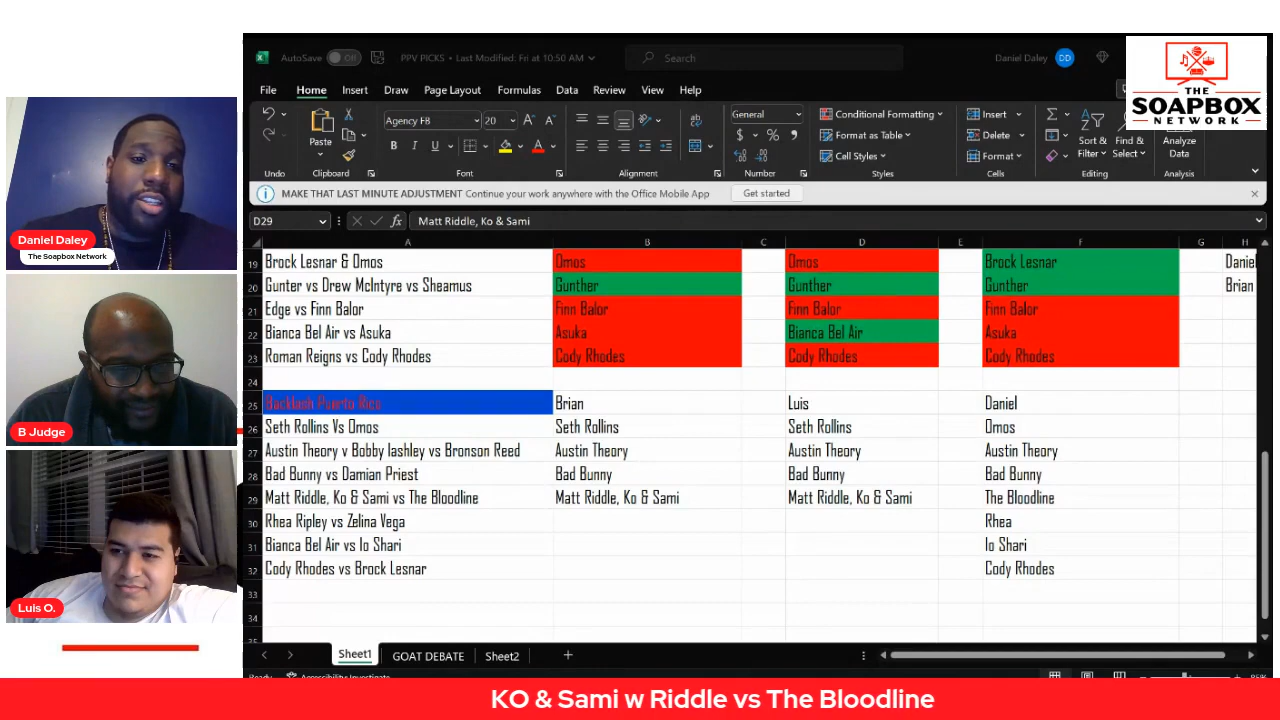 AutoSave Off PPV PICKS • Last Modified: Fri at 10:50 AM Search Daniel Daley DD
THE
SOAPBOX
NETWORK
File Home Insert Draw Page Layout Formulas Data Review View Help
Paste
Agency FB 20 A A
B I U A
General
$ % 9
Conditional Formatting
Format as Table
Cell Styles
Insert
Delete
Format
Sort &
Filter
Find &
Select
Analyze
Data
Undo Clipboard Font Alignment Number Styles Cells Editing Analysis
MAKE THAT LAST MINUTE ADJUSTMENT Continue your work anywhere with the Office Mobile App Get started
D29 fx Matt Riddle, Ko & Sami
A B C D E F G H
19 Brock Lesnar & Omos Omos Omos Brock Lesnar Daniel
20 Gunter vs Drew McIntyre vs Sheamus Gunther Gunther Gunther Brian
21 Edge vs Finn Balor Finn Balor Finn Balor Finn Balor
22 Bianca Bel Air vs Asuka Asuka Bianca Bel Air Asuka
23 Roman Reigns vs Cody Rhodes Cody Rhodes Cody Rhodes Cody Rhodes
24
25 Backlash Puerto Rico Brian Luis Daniel
26 Seth Rollins Vs Omos Seth Rollins Seth Rollins Omos
27 Austin Theory v Bobby lashley vs Bronson Reed Austin Theory Austin Theory Austin Theory
28 Bad Bunny vs Damian Priest Bad Bunny Bad Bunny Bad Bunny
29 Matt Riddle, Ko & Sami vs The Bloodline Matt Riddle, Ko & Sami Matt Riddle, Ko & Sami The Bloodline
30 Rhea Ripley vs Zelina Vega Rhea
31 Bianca Bel Air vs Io Shari Io Shari
32 Cody Rhodes vs Brock Lesnar Cody Rhodes
33
34
Sheet1 GOAT DEBATE Sheet2
Daniel Daley
The Soapbox Network
B Judge
Luis O.
KO & Sami w Riddle vs The Bloodline